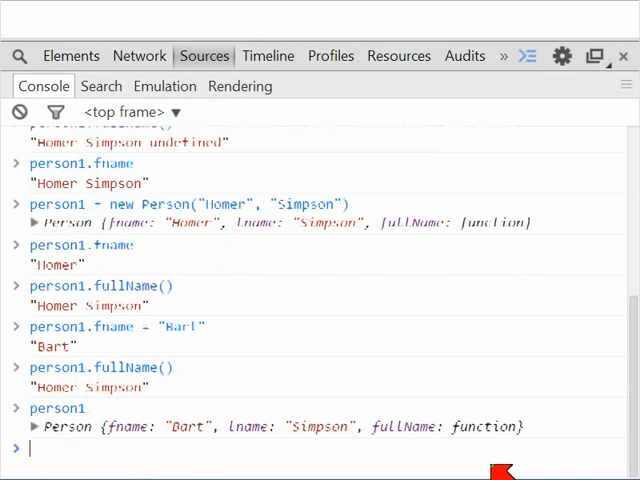 Elements Network Sources Timeline Profiles Resources Audits »
Console Search Emulation Rendering
<top frame> ▼
"Homer Simpson undefined"
> person1.fname
"Homer Simpson"
> person1 = new Person("Homer", "Simpson")
▶ Person {fname: "Homer", lname: "Simpson", fullName: function}
> person1.fname
"Homer"
> person1.fullName()
"Homer Simpson"
> person1.fname = "Bart"
"Bart"
> person1.fullName()
"Homer Simpson"
> person1
▶ Person {fname: "Bart", lname: "Simpson", fullName: function}
>